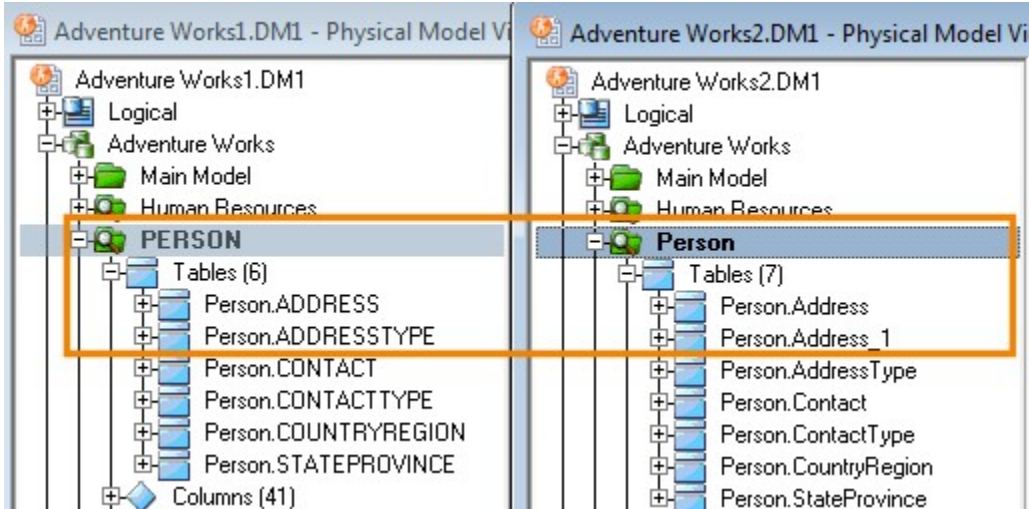 Adventure Works1.DM1 - Physical Model Vi
Adventure Works1.DM1
Logical
Adventure Works
Main Model
Human Resources
PERSON
Tables (6)
Person.ADDRESS
Person.ADDRESSTYPE
Person.CONTACT
Person.CONTACTTYPE
Person.COUNTRYREGION
Person.STATEPROVINCE
Columns (41)
Adventure Works2.DM1 - Physical Model Vi
Adventure Works2.DM1
Logical
Adventure Works
Main Model
Human Resources
Person
Tables (7)
Person.Address
Person.Address_1
Person.AddressType
Person.Contact
Person.ContactType
Person.CountryRegion
Person.StateProvince